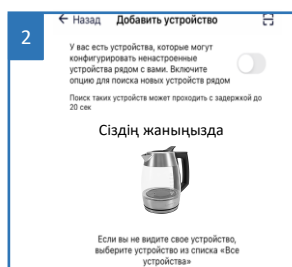 2
← Назад Добавить устройство
У вас есть устройства, которые могут
конфигурировать ненастроенные
устройства рядом с вами. Включите
опцию для поиска новых устройств рядом
Поиск таких устройств может проходить с задержкой до
20 сек
Сіздің жаныңызда
Если вы не видите свое устройство,
выберите устройство из списка «Все
устройства»